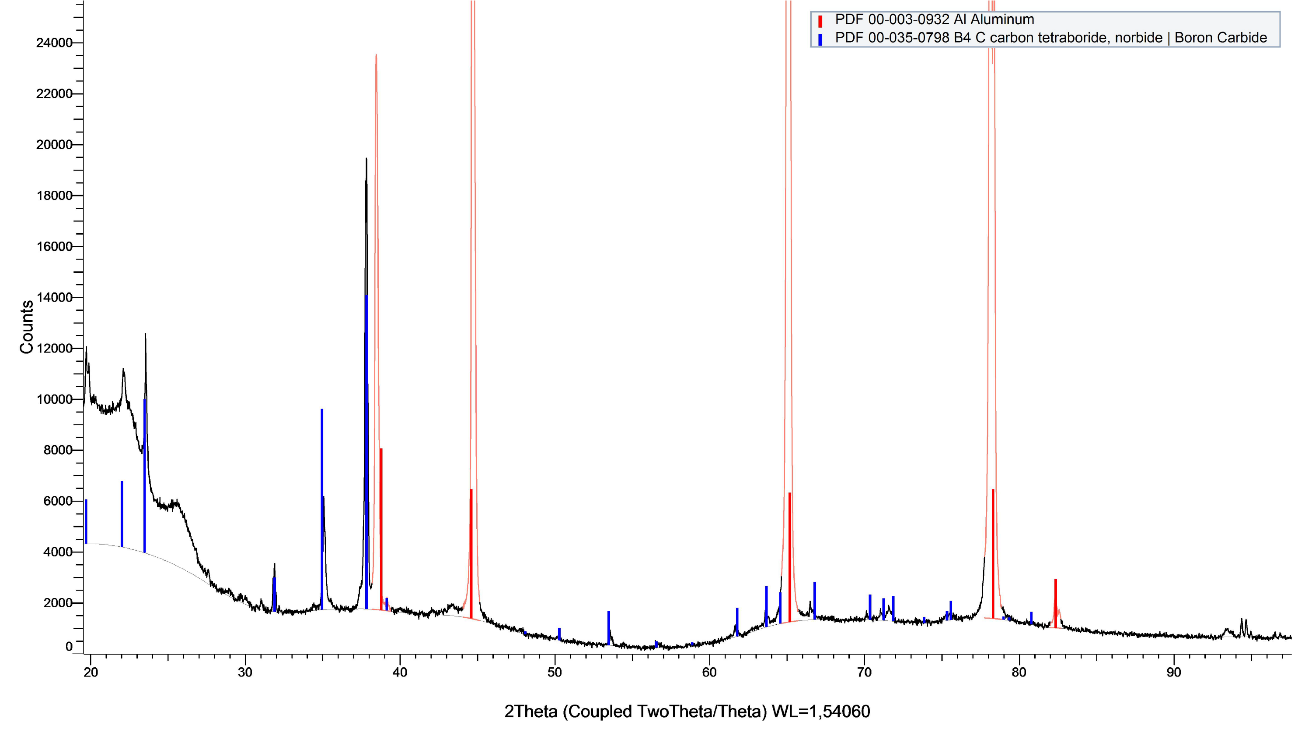 PDF 00-003-0932 Al Aluminum
PDF 00-035-0798 B4 C carbon tetraboride, norbide | Boron Carbide
24000
22000
20000
18000
16000
14000
12000
10000
8000
6000
4000
2000
0
Counts
20 30 40 50 60 70 80 90
2Theta (Coupled TwoTheta/Theta) WL=1,54060